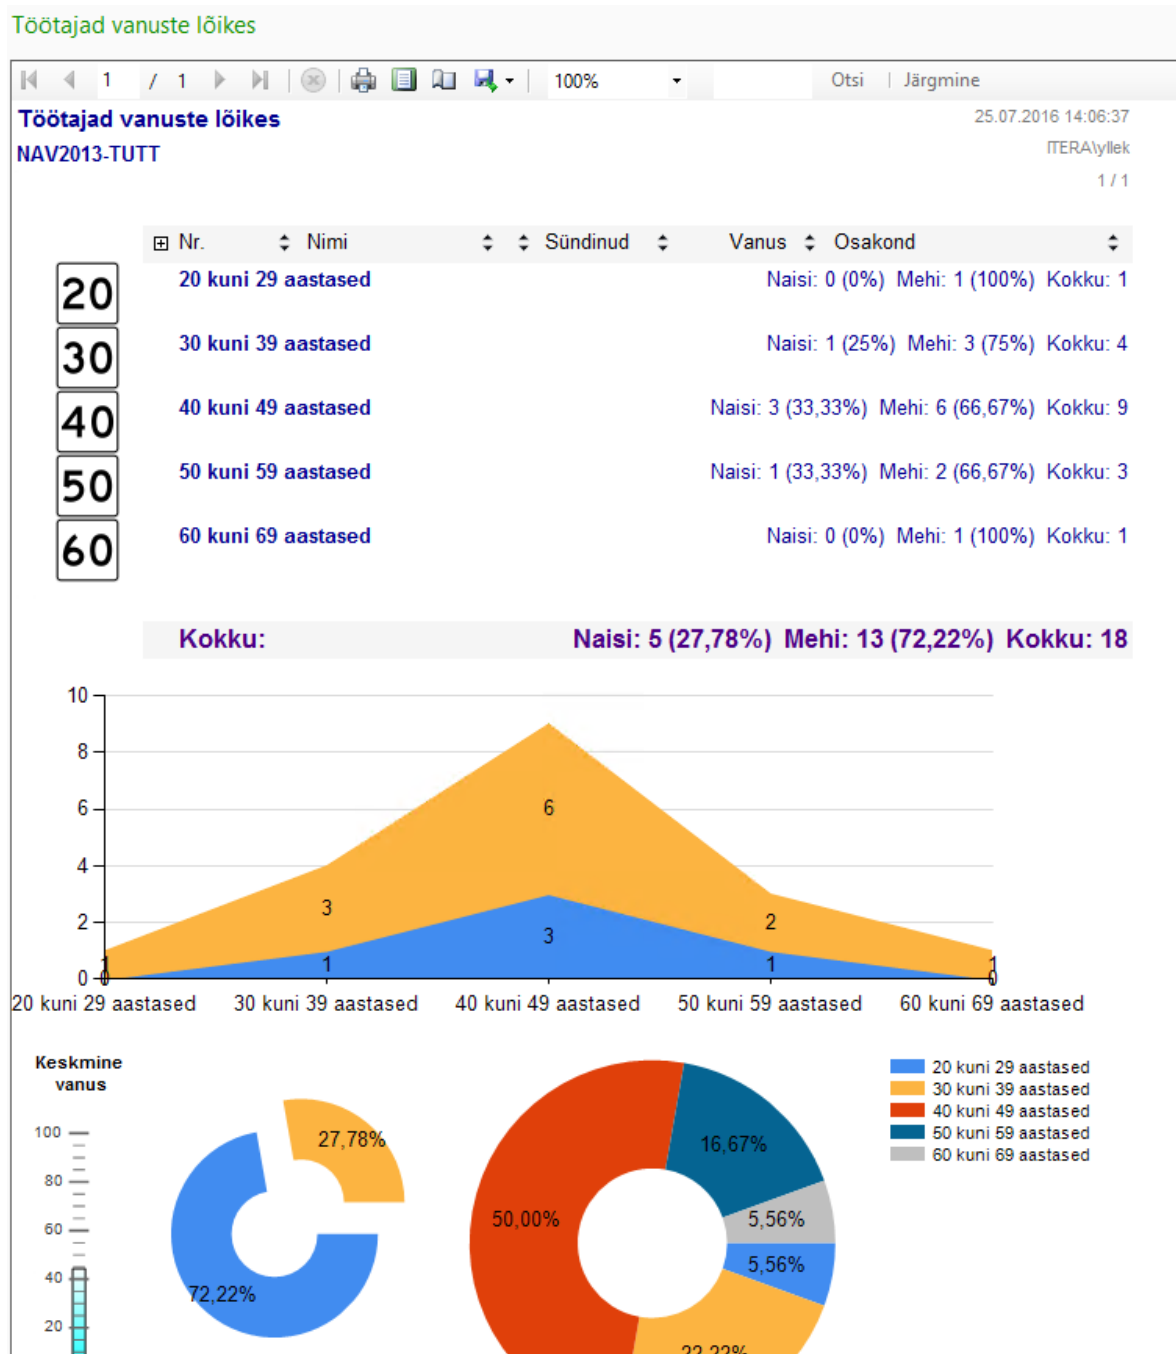 Töötajad vanuste lõikes
1 / 1 100% Otsi | Järgmine
Töötajad vanuste lõikes 25.07.2016 14:06:37
NAV2013-TUTT ITERA\yllek
1 / 1
Nr. Nimi Sündinud Vanus Osakond
20 20 kuni 29 aastased Naisi: 0 (0%) Mehi: 1 (100%) Kokku: 1
30 30 kuni 39 aastased Naisi: 1 (25%) Mehi: 3 (75%) Kokku: 4
40 40 kuni 49 aastased Naisi: 3 (33,33%) Mehi: 6 (66,67%) Kokku: 9
50 50 kuni 59 aastased Naisi: 1 (33,33%) Mehi: 2 (66,67%) Kokku: 3
60 60 kuni 69 aastased Naisi: 0 (0%) Mehi: 1 (100%) Kokku: 1
Kokku: Naisi: 5 (27,78%) Mehi: 13 (72,22%) Kokku: 18
10
8
6 6
4
3
2 2
3
1 1 1 1
0 0 0
20 kuni 29 aastased 30 kuni 39 aastased 40 kuni 49 aastased 50 kuni 59 aastased 60 kuni 69 aastased
Keskmine
vanus
100
80
60
40
20
27,78%
72,22%
16,67%
50,00%
5,56%
5,56%
22,22%
20 kuni 29 aastased
30 kuni 39 aastased
40 kuni 49 aastased
50 kuni 59 aastased
60 kuni 69 aastased